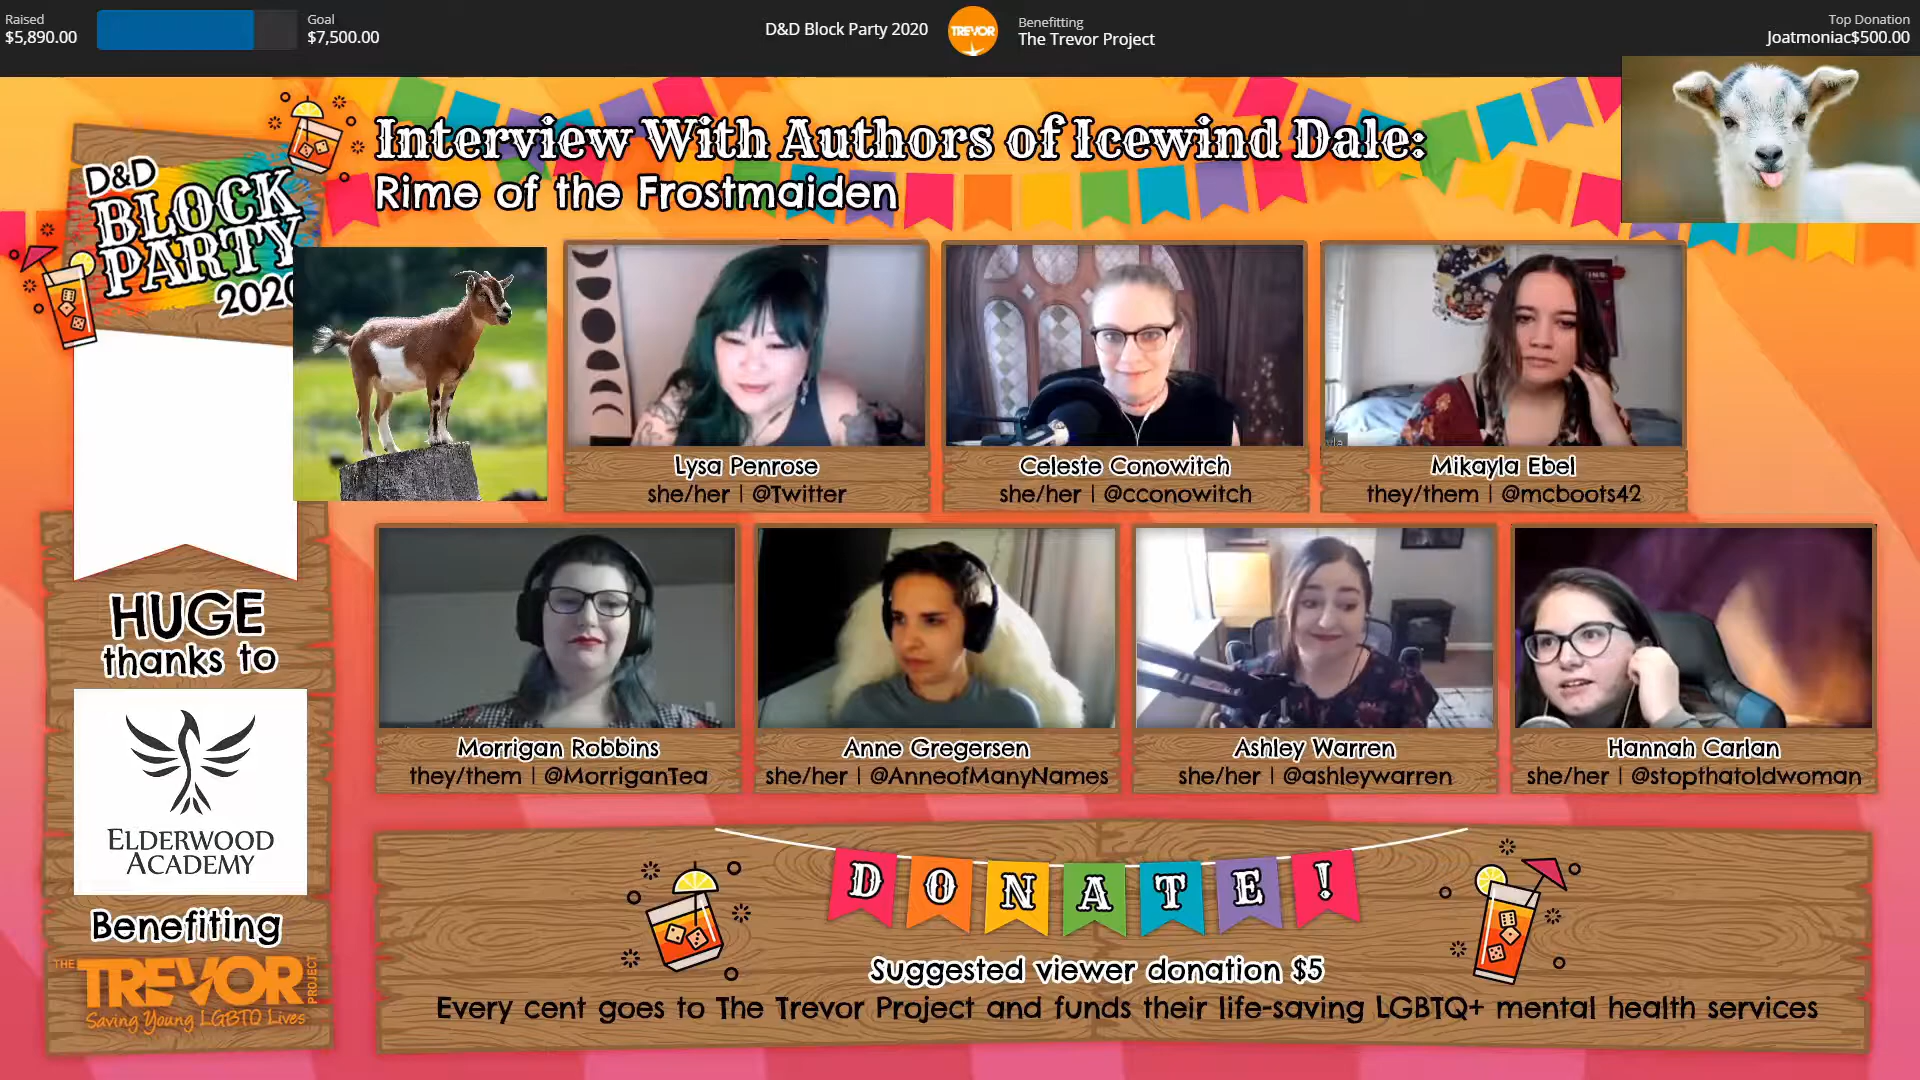 Raised
$5,890.00
Goal
$7,500.00
D&D Block Party 2020
TREVOR
Benefitting
The Trevor Project
Top Donation
Joatmoniac$500.00
D&D
BLOCK
PARTY
2020
Interview With Authors of Icewind Dale:
Rime of the Frostmaiden
Lysa Penrose
she/her | @Twitter
Celeste Conowitch
she/her | @cconowitch
Mikayla Ebel
they/them | @mcboots42
Morrigan Robbins
they/them | @MorriganTea
Anne Gregersen
she/her | @AnneofManyNames
Ashley Warren
she/her | @ashleywarren
Hannah Carlan
she/her | @stopthatoldwoman
HUGE
thanks to
ELDERWOOD
ACADEMY
Benefiting
THE TREVOR PROJECT
Saving Young LGBTQ Lives
DONATE!
Suggested viewer donation $5
Every cent goes to The Trevor Project and funds their life-saving LGBTQ+ mental health services